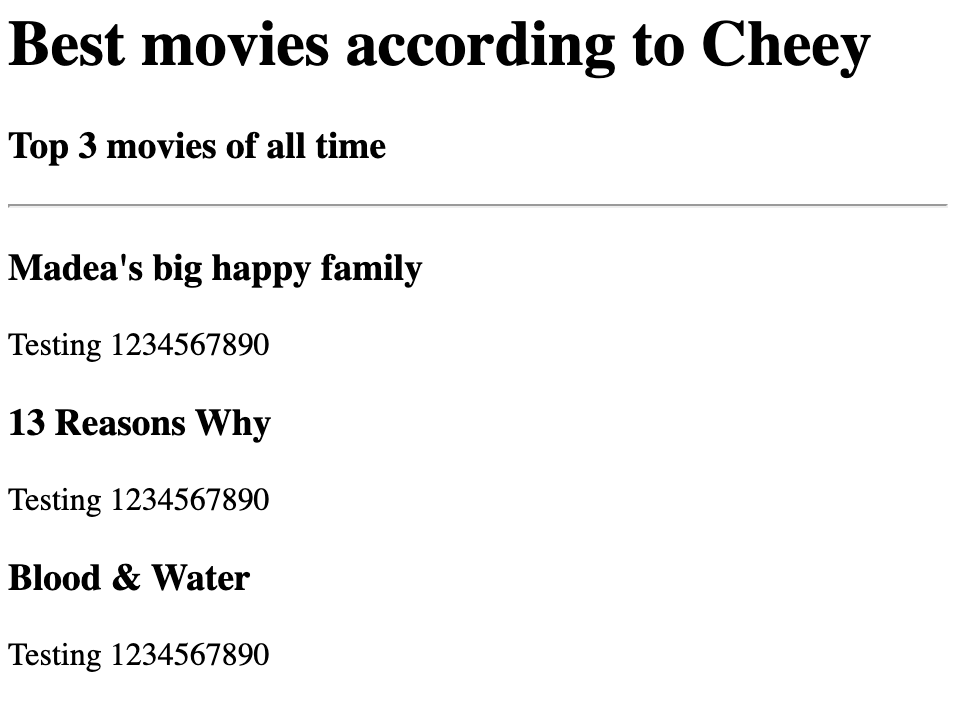 Best movies according to Cheey
Top 3 movies of all time
Madea's big happy family
Testing 1234567890
13 Reasons Why
Testing 1234567890
Blood & Water
Testing 1234567890